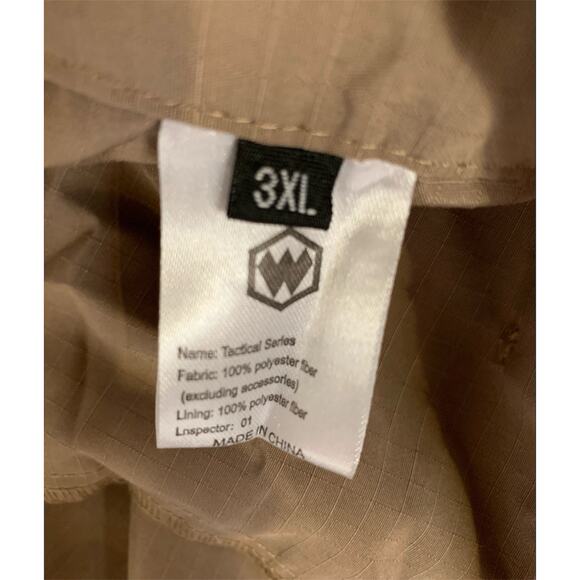 3XL
W
Name: Tactical Series
Fabric: 100% polyester fiber
(excluding accessories)
Lining: 100% polyester fiber
Lnspector: 01
MADE IN CHINA